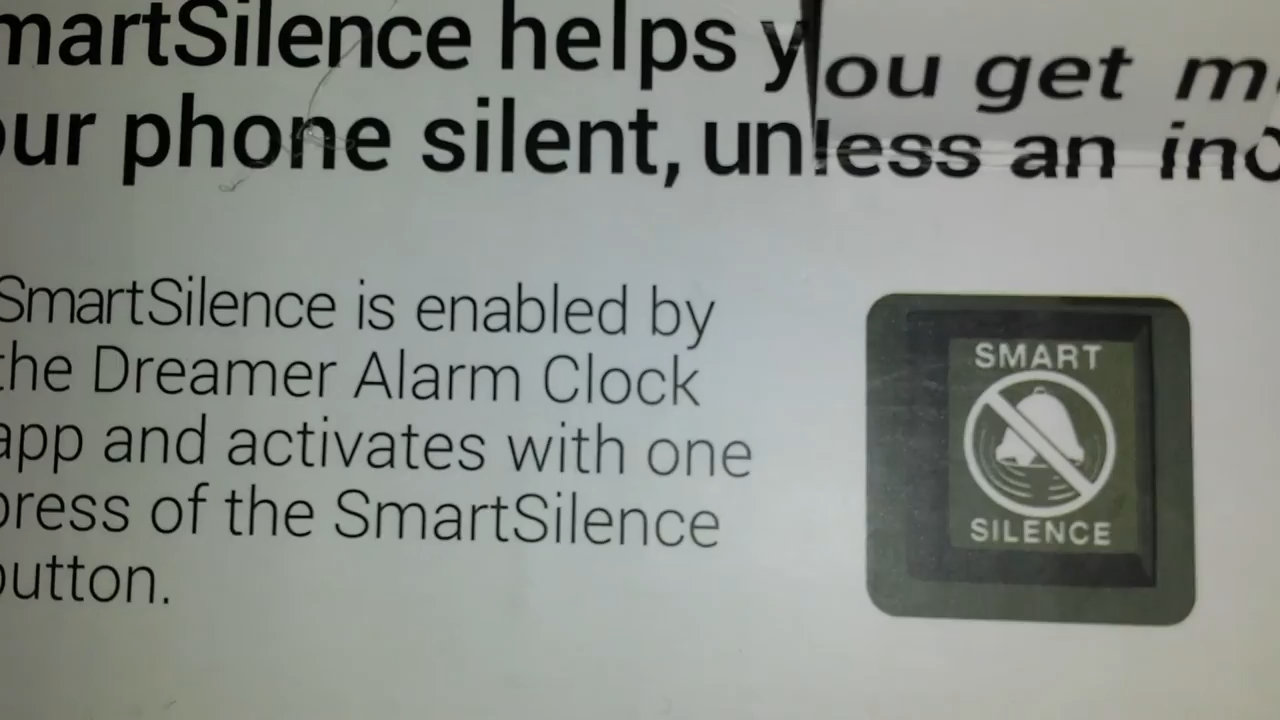 martSilence helps you get m
our phone silent, unless an inc
SmartSilence is enabled by
the Dreamer Alarm Clock
app and activates with one
press of the SmartSilence
button.
SMART
SILENCE